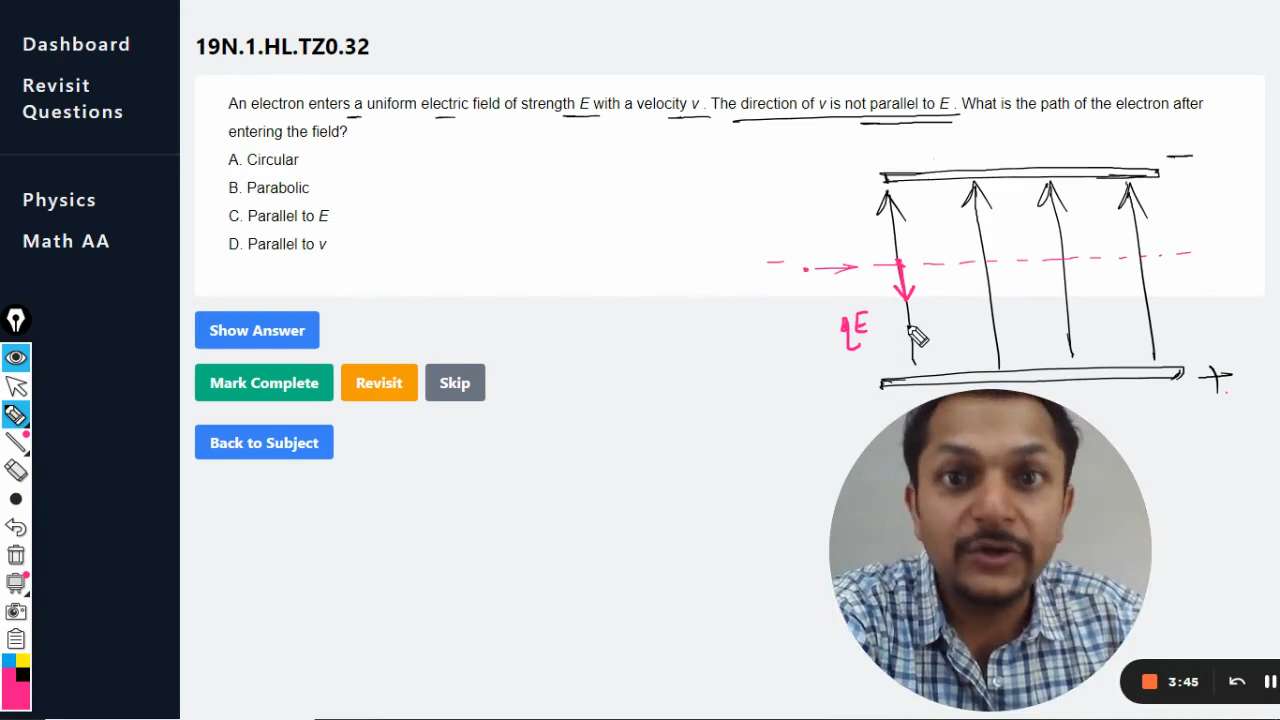 Dashboard
Revisit
Questions
Physics
Math AA
19N.1.HL.TZ0.32
An electron enters a uniform electric field of strength E with a velocity v . The direction of v is not parallel to E . What is the path of the electron after
entering the field?
A. Circular
B. Parabolic
C. Parallel to E
D. Parallel to v
−
qE
+
Show Answer
Mark Complete
Revisit
Skip
Back to Subject
3:45